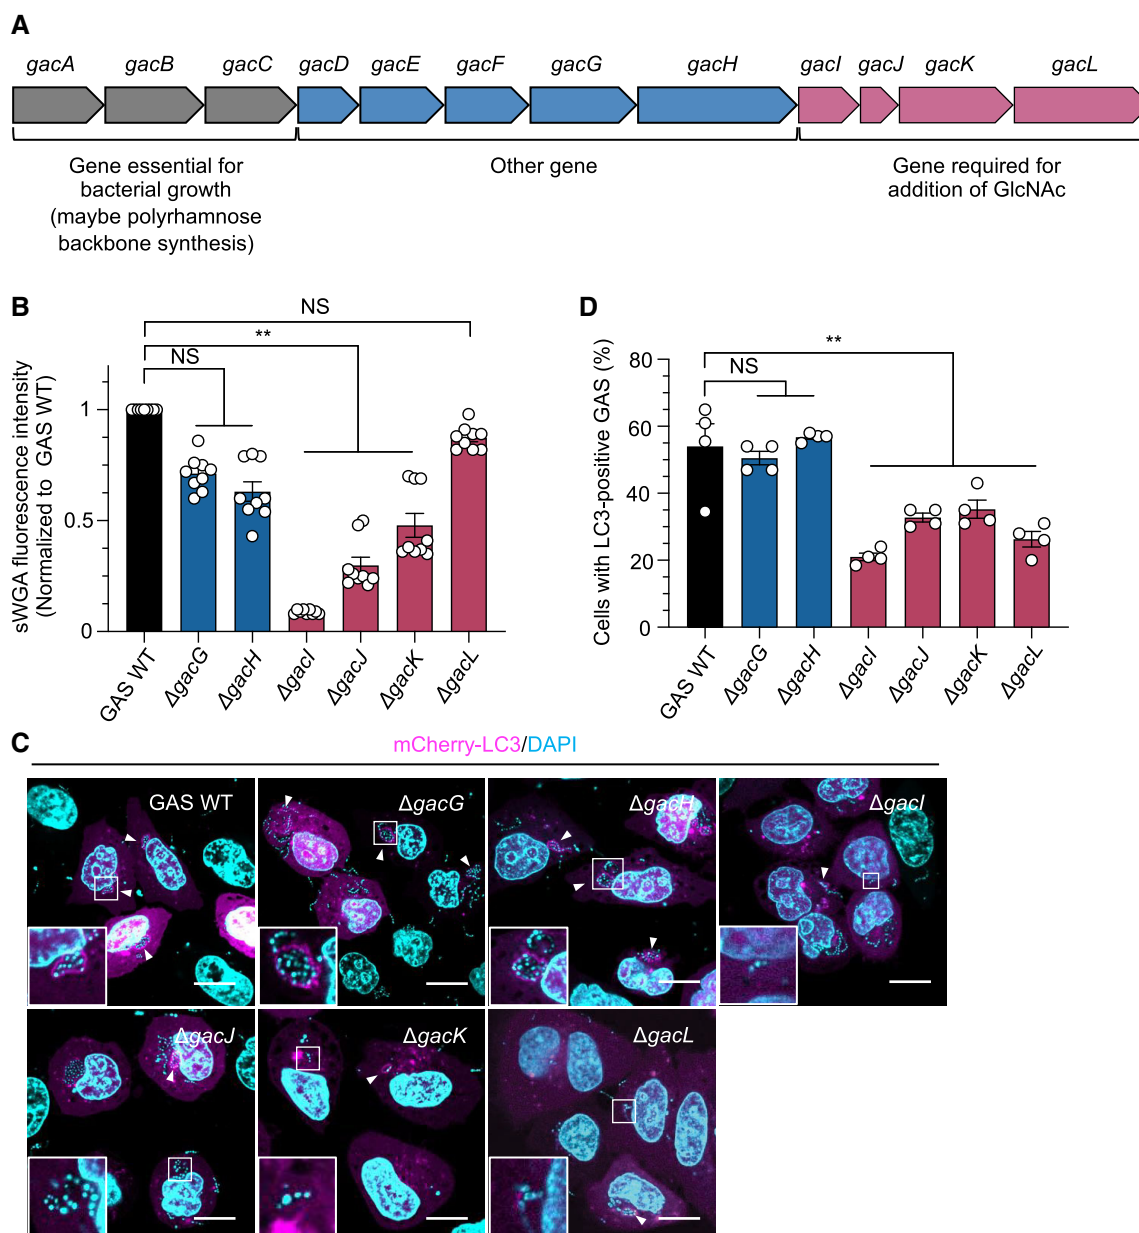 A
gacA gacB gacC gacD gacE gacF gacG gacH gacI gacJ gacK gacL
Gene essential for
bacterial growth
(maybe polyrhamnose
backbone synthesis)
Other gene
Gene required for
addition of GlcNAc
B
NS
**
NS
sWGA fluorescence intensity
(Normalized to GAS WT)
1
0.5
0
GAS WT
ΔgacG
ΔgacH
ΔgacI
ΔgacJ
ΔgacK
ΔgacL
D
**
NS
Cells with LC3-positive GAS (%)
80
60
40
20
0
GAS WT
ΔgacG
ΔgacH
ΔgacI
ΔgacJ
ΔgacK
ΔgacL
C
mCherry-LC3/DAPI
GAS WT
ΔgacG
ΔgacH
ΔgacI
ΔgacJ
ΔgacK
ΔgacL